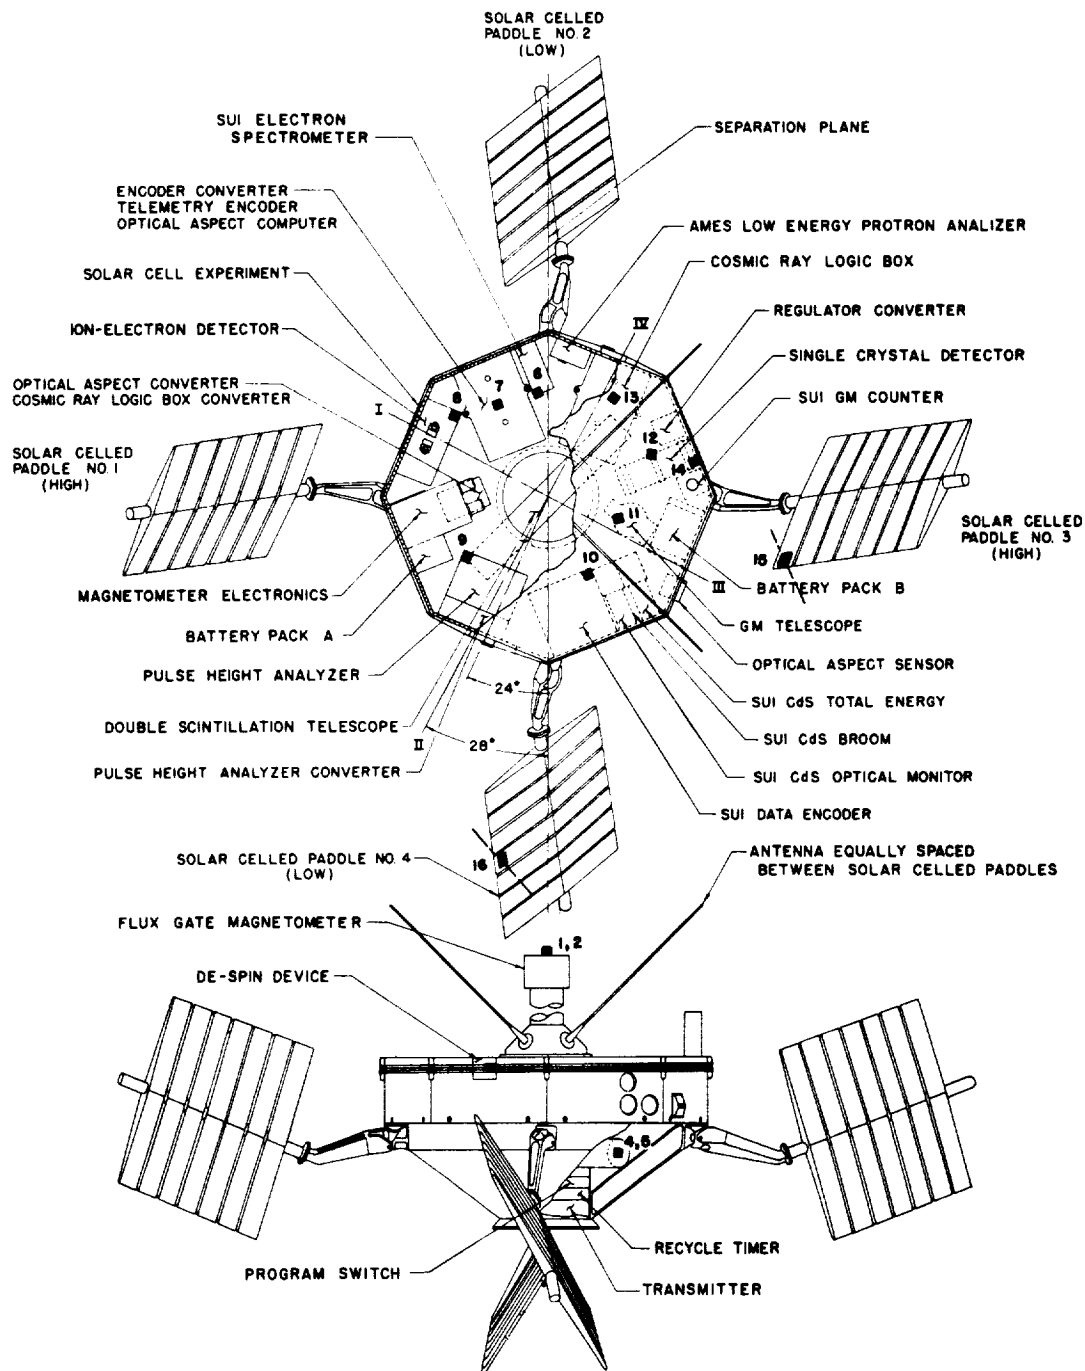 SOLAR CELLED
PADDLE NO. 2
(LOW)
SUI ELECTRON
SPECTROMETER
SEPARATION PLANE
ENCODER CONVERTER
TELEMETRY ENCODER
OPTICAL ASPECT COMPUTER
AMES LOW ENERGY PROTRON ANALIZER
COSMIC RAY LOGIC BOX
SOLAR CELL EXPERIMENT
REGULATOR CONVERTER
ION-ELECTRON DETECTOR
IV
SINGLE CRYSTAL DETECTOR
OPTICAL ASPECT CONVERTER
COSMIC RAY LOGIC BOX CONVERTER
SUI GM COUNTER
I
8
7
6
13
12
14
SOLAR CELLED
PADDLE NO. 1
(HIGH)
SOLAR CELLED
PADDLE NO. 3
(HIGH)
11
9
10
15
III
MAGNETOMETER ELECTRONICS
BATTERY PACK B
BATTERY PACK A
GM TELESCOPE
PULSE HEIGHT ANALYZER
OPTICAL ASPECT SENSOR
24°
SUI CdS TOTAL ENERGY
DOUBLE SCINTILLATION TELESCOPE
II
28°
SUI CdS BROOM
PULSE HEIGHT ANALYZER CONVERTER
SUI CdS OPTICAL MONITOR
SUI DATA ENCODER
SOLAR CELLED PADDLE NO. 4
(LOW)
16
ANTENNA EQUALLY SPACED
BETWEEN SOLAR CELLED PADDLES
FLUX GATE MAGNETOMETER
1, 2
DE-SPIN DEVICE
4, 5
RECYCLE TIMER
PROGRAM SWITCH
TRANSMITTER